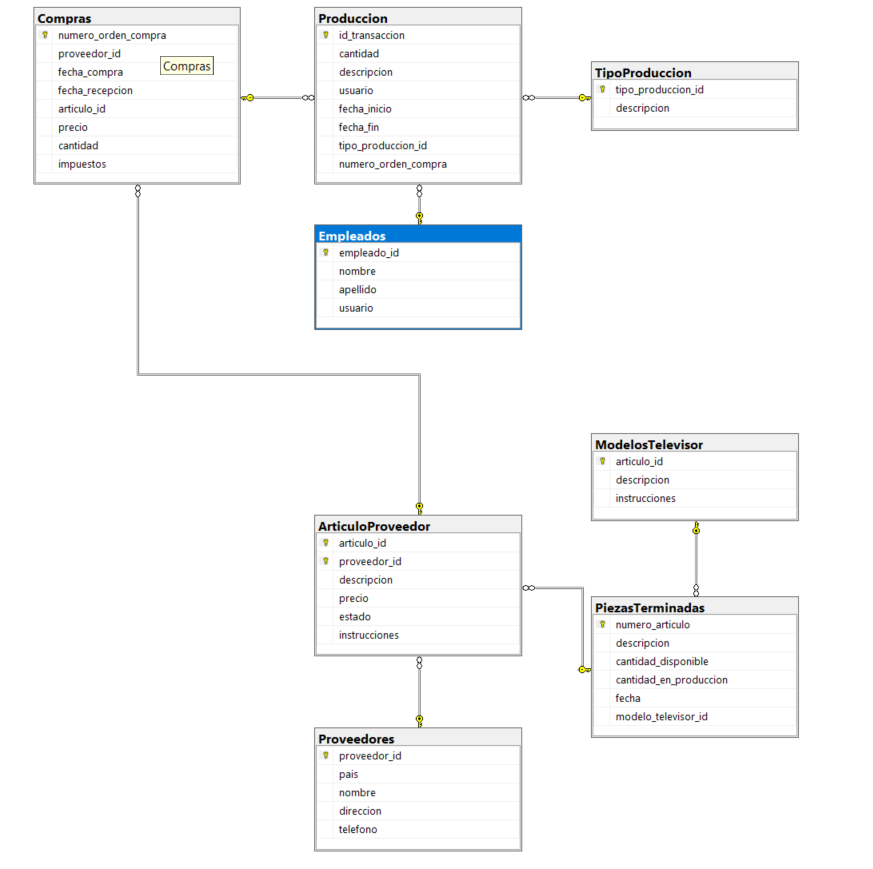 Compras
numero_orden_compra
proveedor_id
fecha_compra
fecha_recepcion
articulo_id
precio
cantidad
impuestos
Compras
Produccion
id_transaccion
cantidad
descripcion
usuario
fecha_inicio
fecha_fin
tipo_produccion_id
numero_orden_compra
TipoProduccion
tipo_produccion_id
descripcion
Empleados
empleado_id
nombre
apellido
usuario
ModelosTelevisor
articulo_id
descripcion
instrucciones
ArticuloProveedor
articulo_id
proveedor_id
descripcion
precio
estado
instrucciones
PiezasTerminadas
numero_articulo
descripcion
cantidad_disponible
cantidad_en_produccion
fecha
modelo_televisor_id
Proveedores
proveedor_id
pais
nombre
direccion
telefono